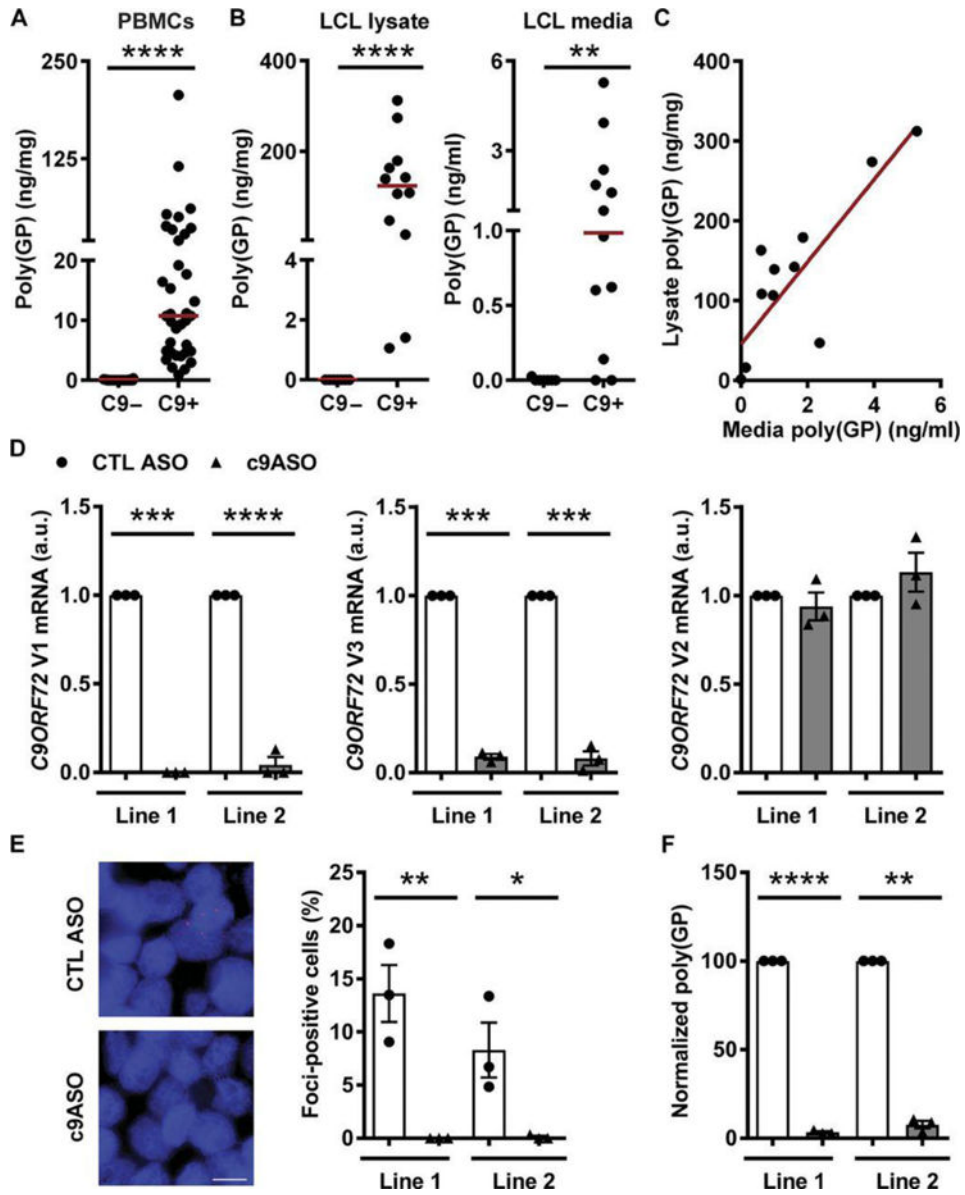 A
PBMCs
****
250
125
20
10
0
Poly(GP) (ng/mg)
C9–
C9+
B
LCL lysate
****
400
200
4
2
0
Poly(GP) (ng/mg)
C9–
C9+
LCL media
**
6
3
1.0
0.5
0.0
Poly(GP) (ng/ml)
C9–
C9+
C
400
300
200
100
0
Lysate poly(GP) (ng/mg)
0 2 4 6
Media poly(GP) (ng/ml)
D
CTL ASO
c9ASO
1.5
1.0
0.5
0.0
C9ORF72 V1 mRNA (a.u.)
*** ****
Line 1 Line 2
1.5
1.0
0.5
0.0
C9ORF72 V3 mRNA (a.u.)
*** ***
Line 1 Line 2
1.5
1.0
0.5
0.0
C9ORF72 V2 mRNA (a.u.)
Line 1 Line 2
E
CTL ASO
c9ASO
25
20
15
10
5
0
Foci-positive cells (%)
** *
Line 1 Line 2
F
150
100
50
0
Normalized poly(GP)
**** **
Line 1 Line 2